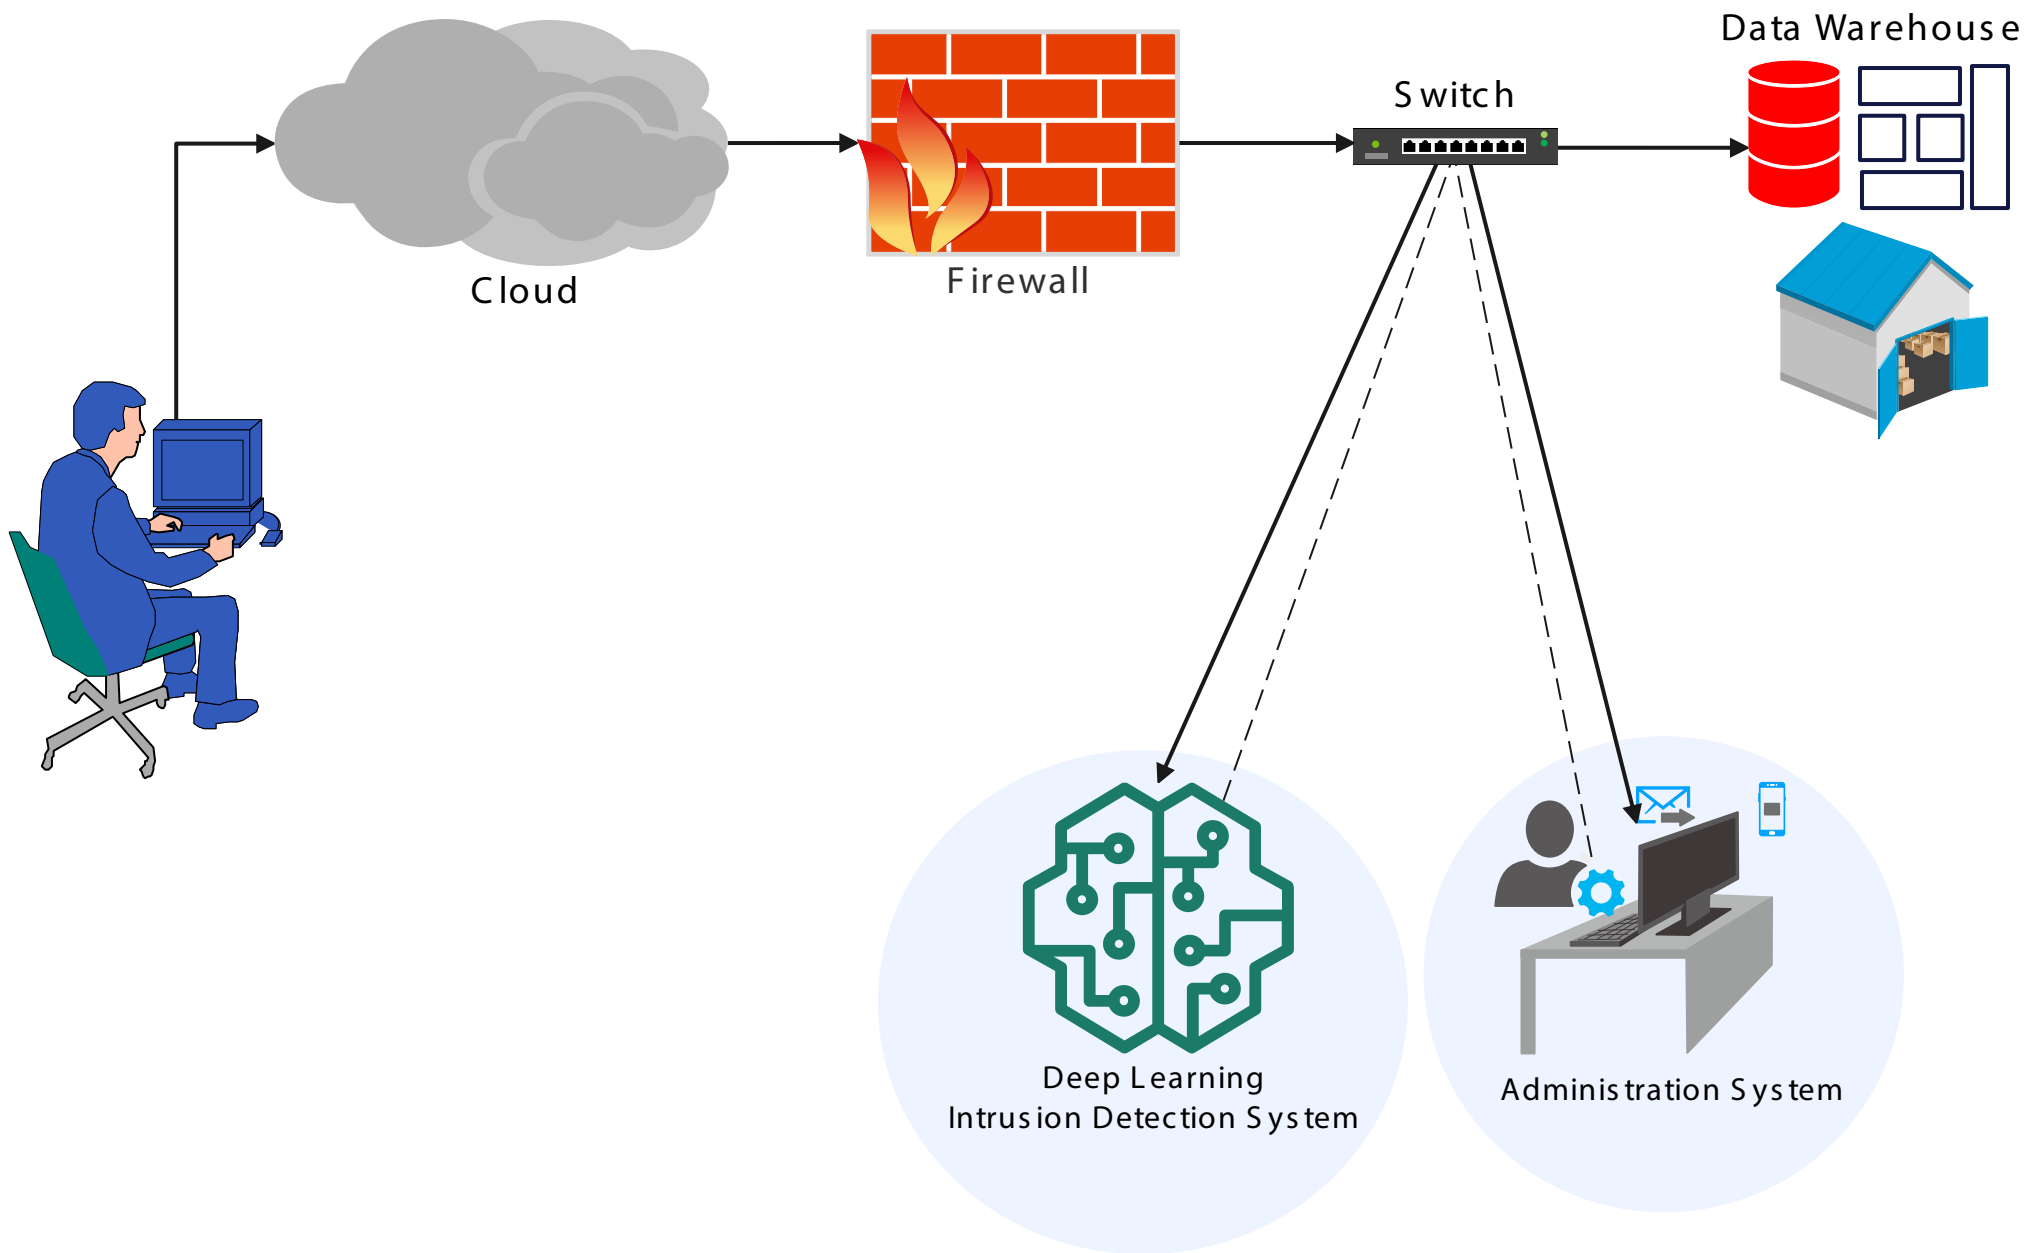 Data Warehouse
Switch
Cloud
Firewall
Deep Learning
Intrusion Detection System
Administration System